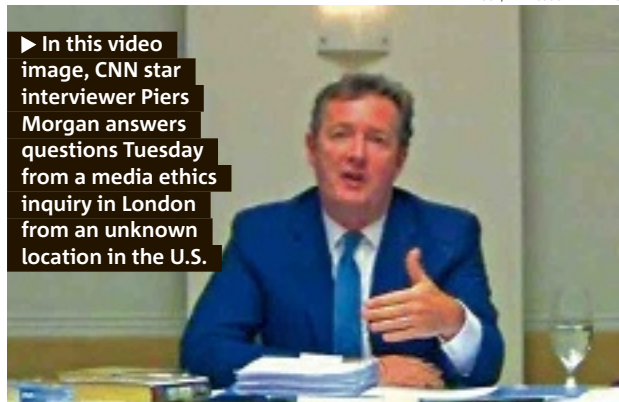 ▶ In this video
image, CNN star
interviewer Piers
Morgan answers
questions Tuesday
from a media ethics
inquiry in London
from an unknown
location in the U.S.